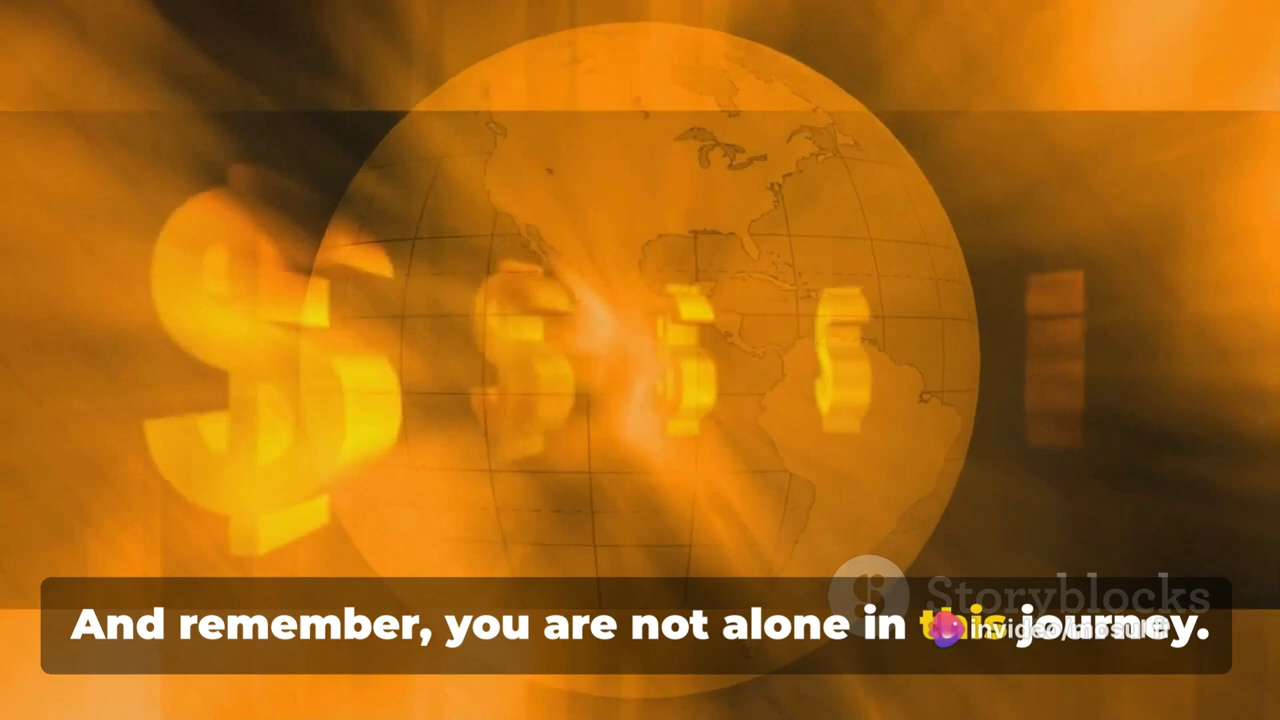 $ $ $ $
Storyblocks
And remember, you are not alone in this journey.